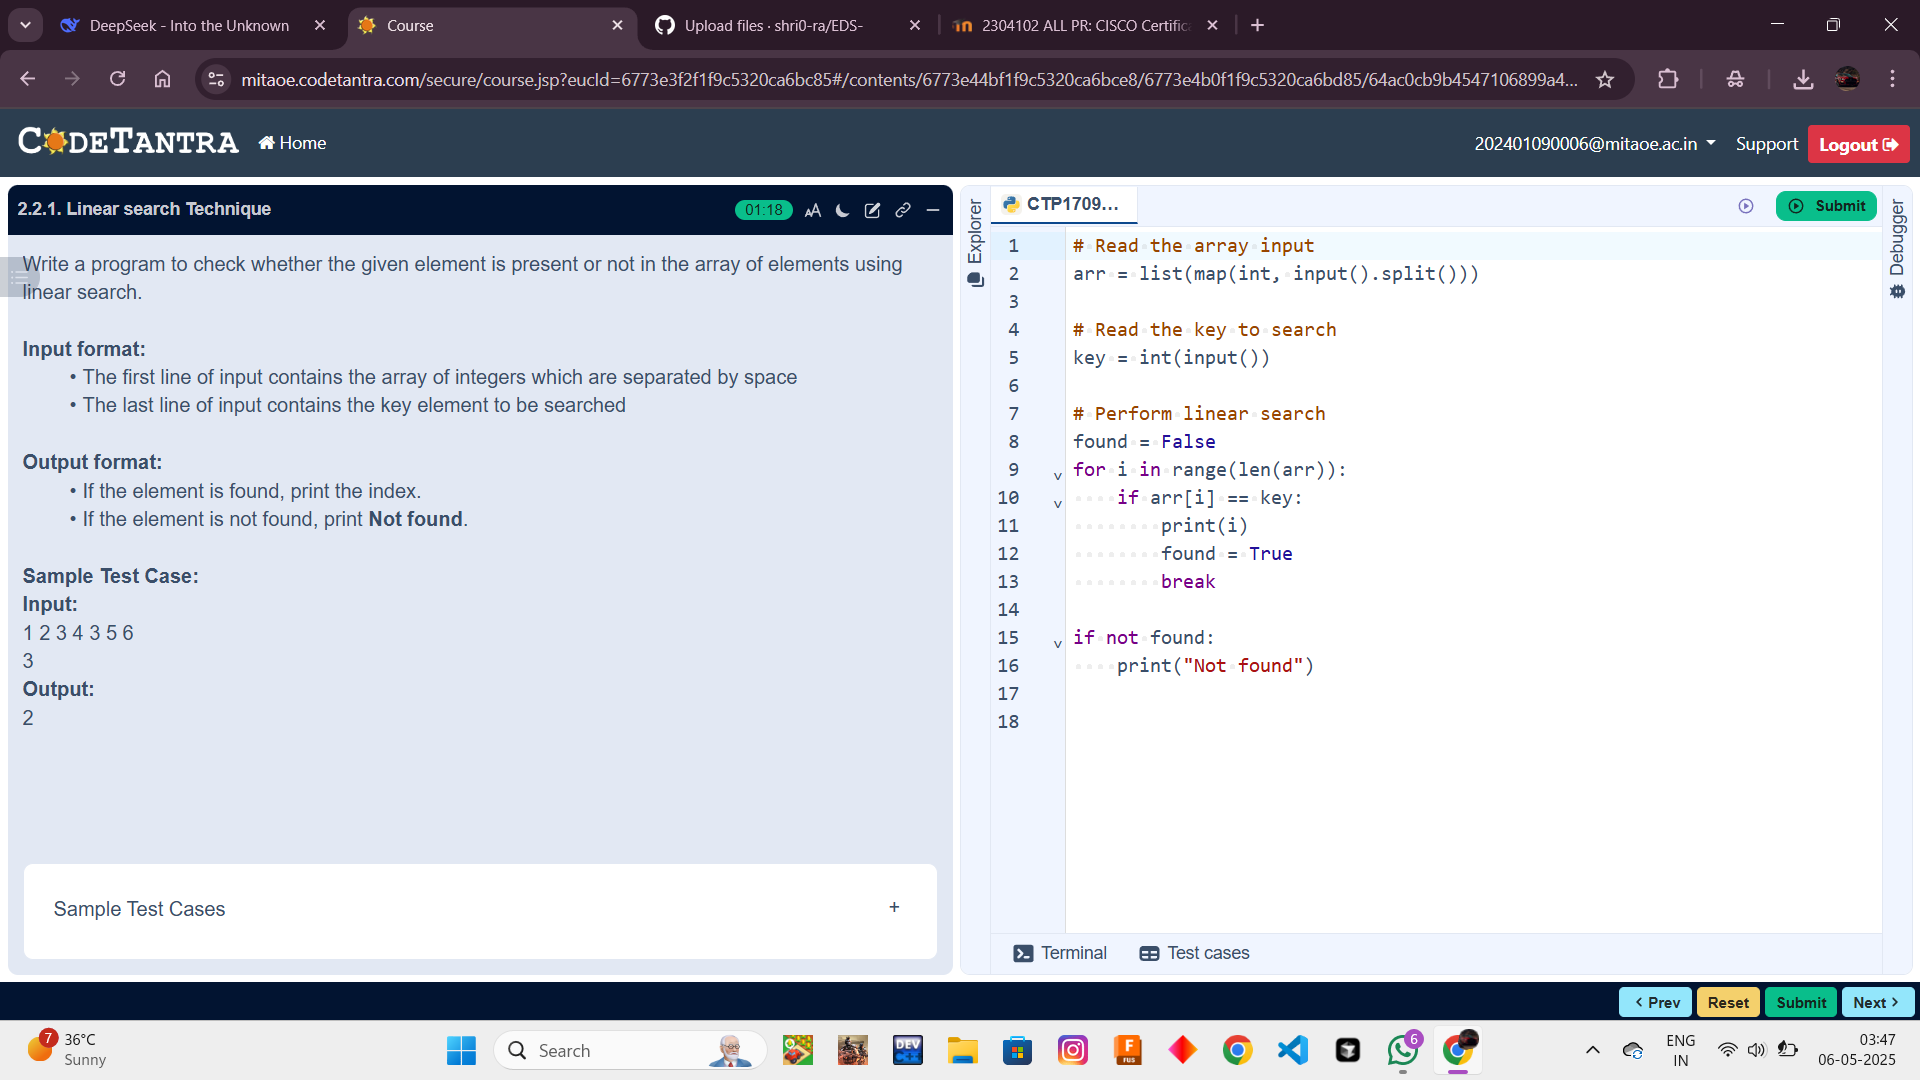 DeepSeek - Into the Unknown
Course
Upload files · shri0-ra/EDS-
2304102 ALL PR: CISCO Certific
mitaoe.codetantra.com/secure/course.jsp?eucId=6773e3f2f1f9c5320ca6bc85#/contents/6773e44bf1f9c5320ca6bce8/6773e4b0f1f9c5320ca6bd85/64ac0cb9b4547106899a4...
CODETANTRA
Home
202401090006@mitaoe.ac.in
Support
Logout
2.2.1. Linear search Technique
01:18
AA
Write a program to check whether the given element is present or not in the array of elements using
linear search.
Input format:
• The first line of input contains the array of integers which are separated by space
• The last line of input contains the key element to be searched
Output format:
• If the element is found, print the index.
• If the element is not found, print Not found.
Sample Test Case:
Input:
1 2 3 4 3 5 6
3
Output:
2
Sample Test Cases
+
Explorer
CTP1709...
Submit
Debugger
1 # Read the array input
2 arr = list(map(int, input().split()))
3
4 # Read the key to search
5 key = int(input())
6
7 # Perform linear search
8 found = False
9 for i in range(len(arr)):
10     if arr[i] == key:
11         print(i)
12         found = True
13         break
14
15 if not found:
16     print("Not found")
17
18
Terminal
Test cases
< Prev
Reset
Submit
Next >
7
36°C
Sunny
Search
DEV
F
FUS
6
ENG
IN
03:47
06-05-2025